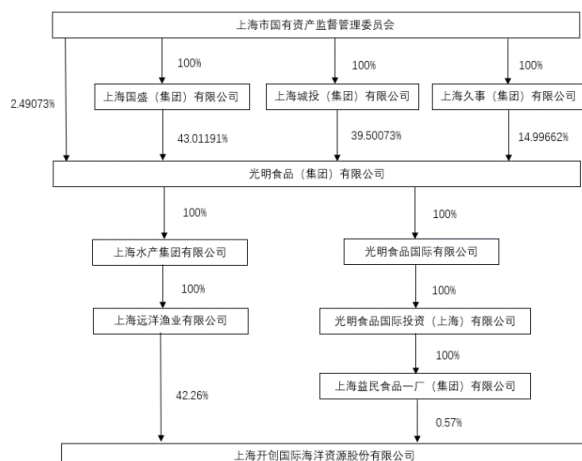 上海市国有资产监督管理委员会
100%
100%
100%
2.49073%
上海国盛（集团）有限公司
上海城投（集团）有限公司
上海久事（集团）有限公司
43.01191%
39.50073%
14.99662%
光明食品（集团）有限公司
100%
100%
上海水产集团有限公司
光明食品国际有限公司
100%
100%
上海远洋渔业有限公司
光明食品国际投资（上海）有限公司
100%
上海益民食品一厂（集团）有限公司
42.26%
0.57%
上海开创国际海洋资源股份有限公司